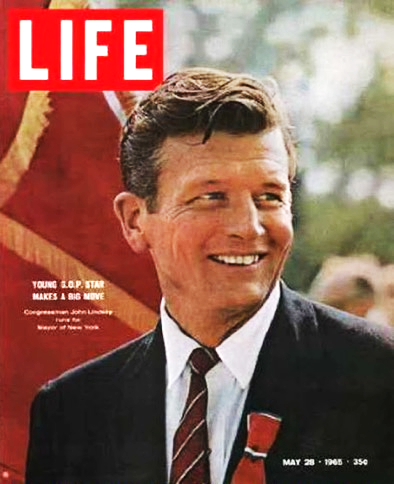 LIFE
YOUNG G.O.P. STAR
MAKES A BIG MOVE
Congressman John Lindsay
runs for
Mayor of New York
MAY 28 · 1965 · 35¢